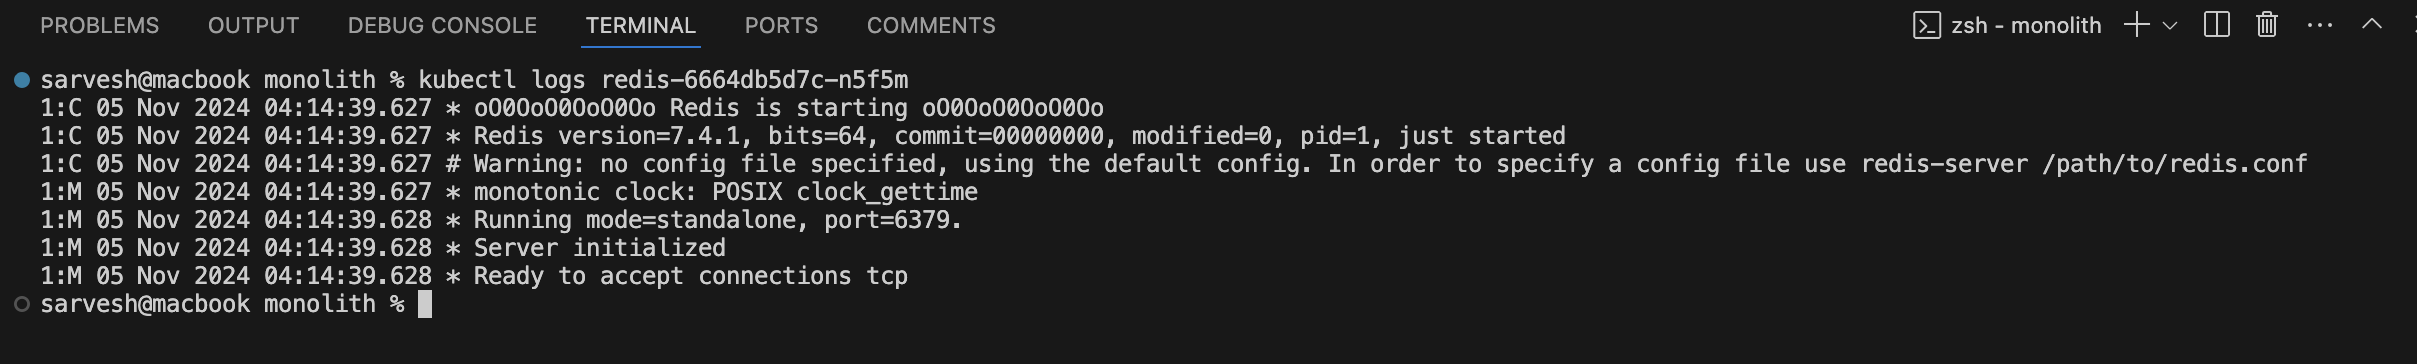 PROBLEMS OUTPUT DEBUG CONSOLE TERMINAL PORTS COMMENTS zsh - monolith
sarvesh@macbook monolith % kubectl logs redis-6664db5d7c-n5f5m
1:C 05 Nov 2024 04:14:39.627 * oO0OoO0OoO0Oo Redis is starting oO0OoO0OoO0Oo
1:C 05 Nov 2024 04:14:39.627 * Redis version=7.4.1, bits=64, commit=00000000, modified=0, pid=1, just started
1:C 05 Nov 2024 04:14:39.627 # Warning: no config file specified, using the default config. In order to specify a config file use redis-server /path/to/redis.conf
1:M 05 Nov 2024 04:14:39.627 * monotonic clock: POSIX clock_gettime
1:M 05 Nov 2024 04:14:39.628 * Running mode=standalone, port=6379.
1:M 05 Nov 2024 04:14:39.628 * Server initialized
1:M 05 Nov 2024 04:14:39.628 * Ready to accept connections tcp
sarvesh@macbook monolith %